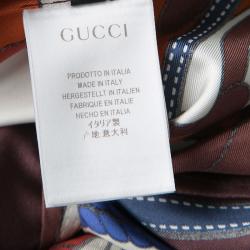 GUCCI
PRODOTTO IN ITALIA
MADE IN ITALY
HERGESTELLT IN ITALIEN
FABRIQUE EN ITALIE
HECHO EN ITALIA
イタリア製
产地意大利